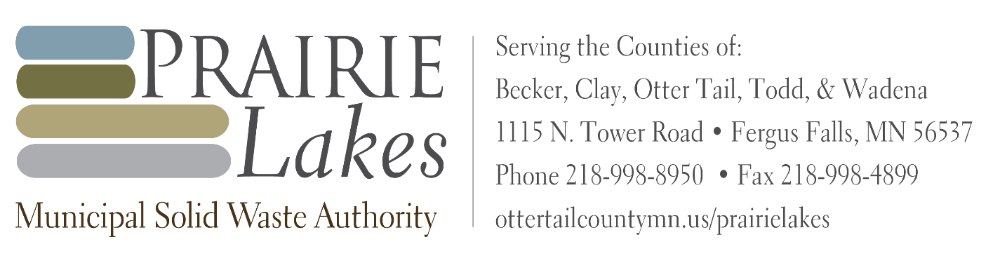 PRAIRIE
Lakes
Municipal Solid Waste Authority
Serving the Counties of:
Becker, Clay, Otter Tail, Todd, & Wadena
1115 N. Tower Road • Fergus Falls, MN 56537
Phone 218-998-8950 • Fax 218-998-4899
ottertailcountymn.us/prairielakes